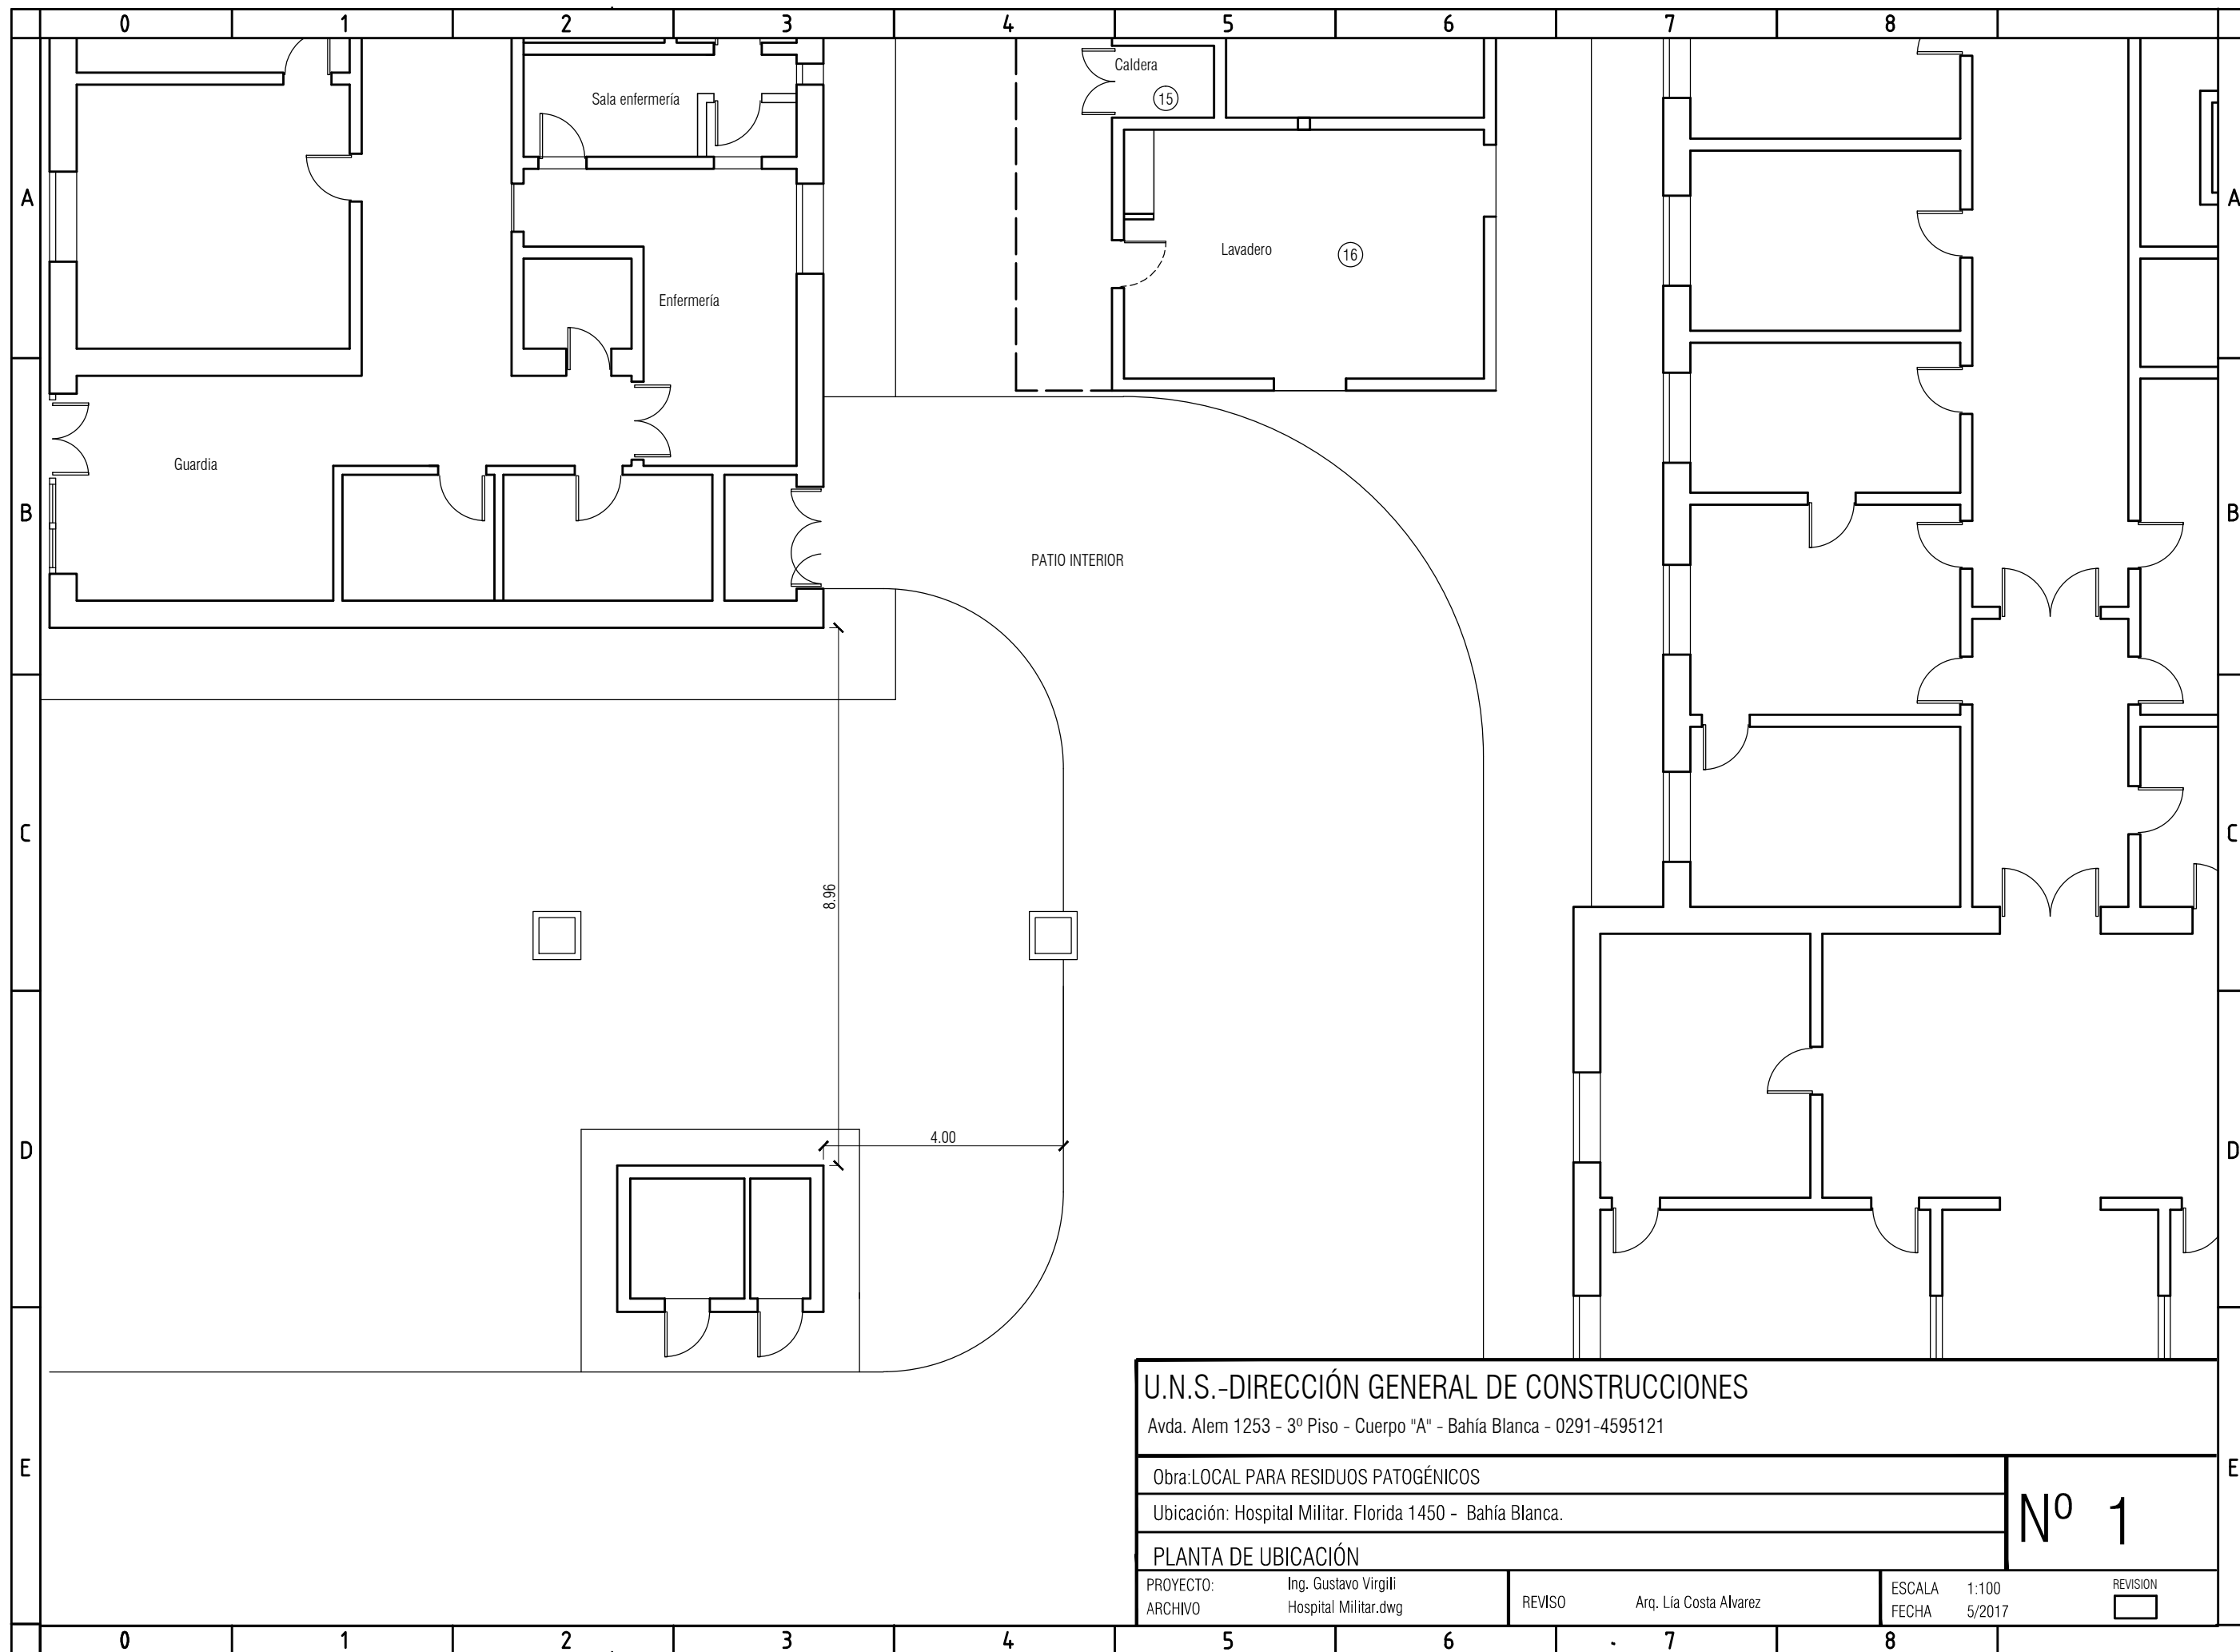 0 1 2 3 4 5 6 7 8
Caldera
15
Sala enfermería
A A
Lavadero
16
Enfermería
Guardia
B B
PATIO INTERIOR
C C
8.96
4.00
D D
U.N.S.-DIRECCIÓN GENERAL DE CONSTRUCCIONES
Avda. Alem 1253 - 3º Piso - Cuerpo "A" - Bahía Blanca - 0291-4595121
E E
Obra:LOCAL PARA RESIDUOS PATOGÉNICOS
Ubicación: Hospital Militar. Florida 1450 - Bahía Blanca.
Nº 1
PLANTA DE UBICACIÓN
PROYECTO: Ing. Gustavo Virgili
ARCHIVO Hospital Militar.dwg
REVISO Arq. Lía Costa Alvarez
ESCALA 1:100
FECHA 5/2017
REVISION
0 1 2 3 4 5 6 7 8